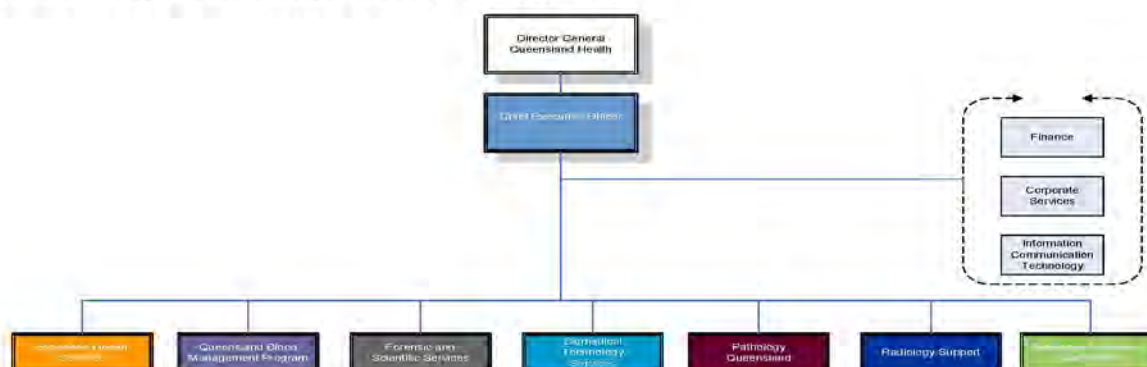 Director General
Queensland Health
Chief Executive Officer
Finance
Corporate
Services
Information
Communication
Technology
Queensland Blood
Management Program
Forensic and
Scientific Services
Biomedical
Technology
Services
Pathology
Queensland
Radiology Support